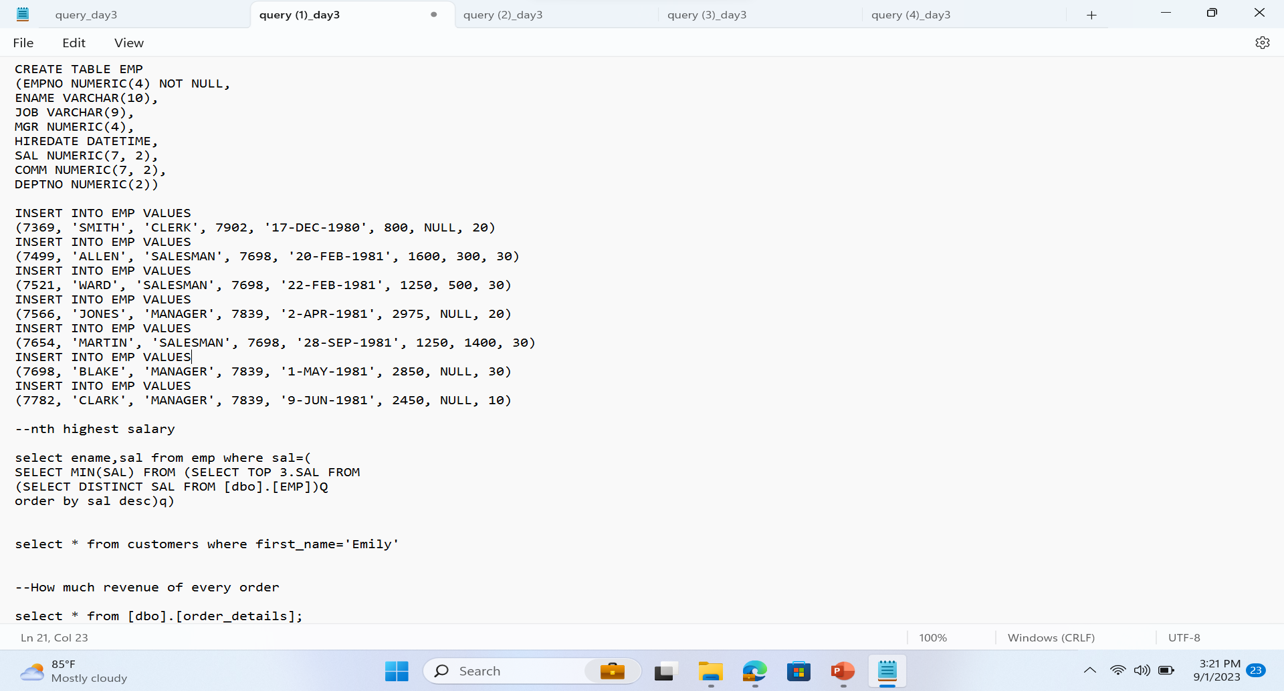 query_day3
query (1)_day3
query (2)_day3
query (3)_day3
query (4)_day3
File Edit View
CREATE TABLE EMP
(EMPNO NUMERIC(4) NOT NULL,
ENAME VARCHAR(10),
JOB VARCHAR(9),
MGR NUMERIC(4),
HIREDATE DATETIME,
SAL NUMERIC(7, 2),
COMM NUMERIC(7, 2),
DEPTNO NUMERIC(2))
INSERT INTO EMP VALUES
(7369, 'SMITH', 'CLERK', 7902, '17-DEC-1980', 800, NULL, 20)
INSERT INTO EMP VALUES
(7499, 'ALLEN', 'SALESMAN', 7698, '20-FEB-1981', 1600, 300, 30)
INSERT INTO EMP VALUES
(7521, 'WARD', 'SALESMAN', 7698, '22-FEB-1981', 1250, 500, 30)
INSERT INTO EMP VALUES
(7566, 'JONES', 'MANAGER', 7839, '2-APR-1981', 2975, NULL, 20)
INSERT INTO EMP VALUES
(7654, 'MARTIN', 'SALESMAN', 7698, '28-SEP-1981', 1250, 1400, 30)
INSERT INTO EMP VALUES
(7698, 'BLAKE', 'MANAGER', 7839, '1-MAY-1981', 2850, NULL, 30)
INSERT INTO EMP VALUES
(7782, 'CLARK', 'MANAGER', 7839, '9-JUN-1981', 2450, NULL, 10)
--nth highest salary
select ename,sal from emp where sal=(
SELECT MIN(SAL) FROM (SELECT TOP 3.SAL FROM
(SELECT DISTINCT SAL FROM [dbo].[EMP])Q
order by sal desc)q)
select * from customers where first_name='Emily'
--How much revenue of every order
select * from [dbo].[order_details];
Ln 21, Col 23
100%
Windows (CRLF)
UTF-8
85°F
Mostly cloudy
Search
3:21 PM
9/1/2023
23